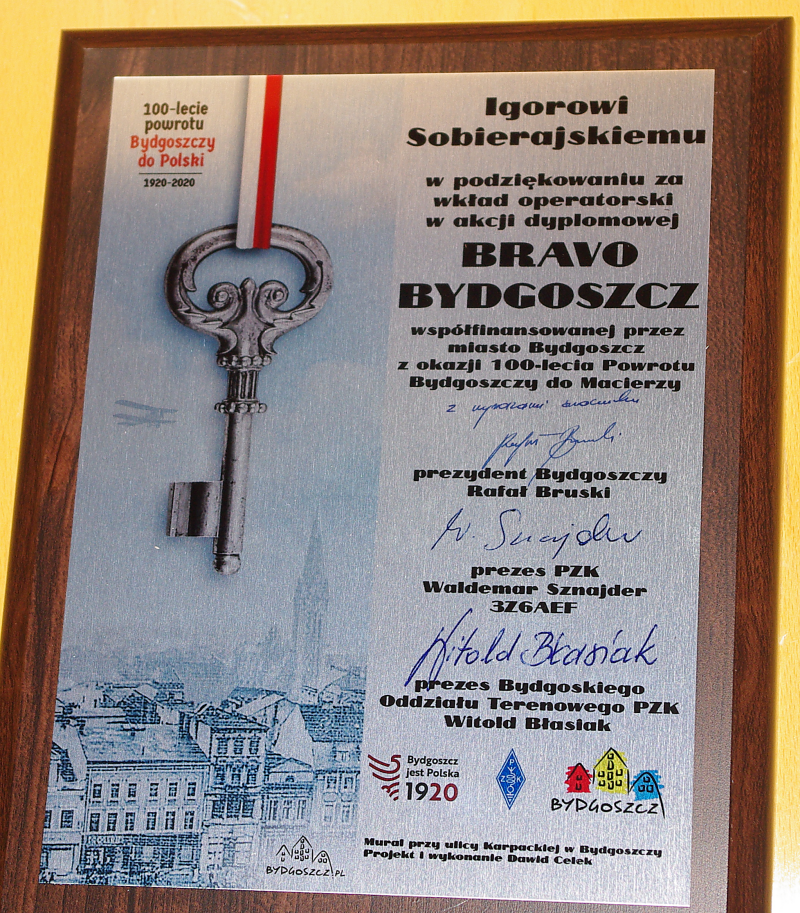 100-lecie
powrotu
Bydgoszczy
do Polski
1920-2020
Igorowi
Sobierajskiemu
w podziękowaniu za
wkład operatorski
w akcji dyplomowej
BRAVO
BYDGOSZCZ
współfinansowanej przez
miasto Bydgoszcz
z okazji 100-lecia Powrotu
Bydgoszczy do Macierzy
z wyrazami szacunku
prezydent Bydgoszczy
Rafał Bruski
W. Sznajder
prezes PZK
Waldemar Sznajder
3Z6AEF
Witold Błasiak
prezes Bydgoskiego
Oddziału Terenowego PZK
Witold Błasiak
Bydgoszcz
jest Polska
1920
PZK
BYDGOSZCZ
BYDGOSZCZ.PL
Mural przy ulicy Karpackiej w Bydgoszczy
Projekt i wykonanie Dawid Celek